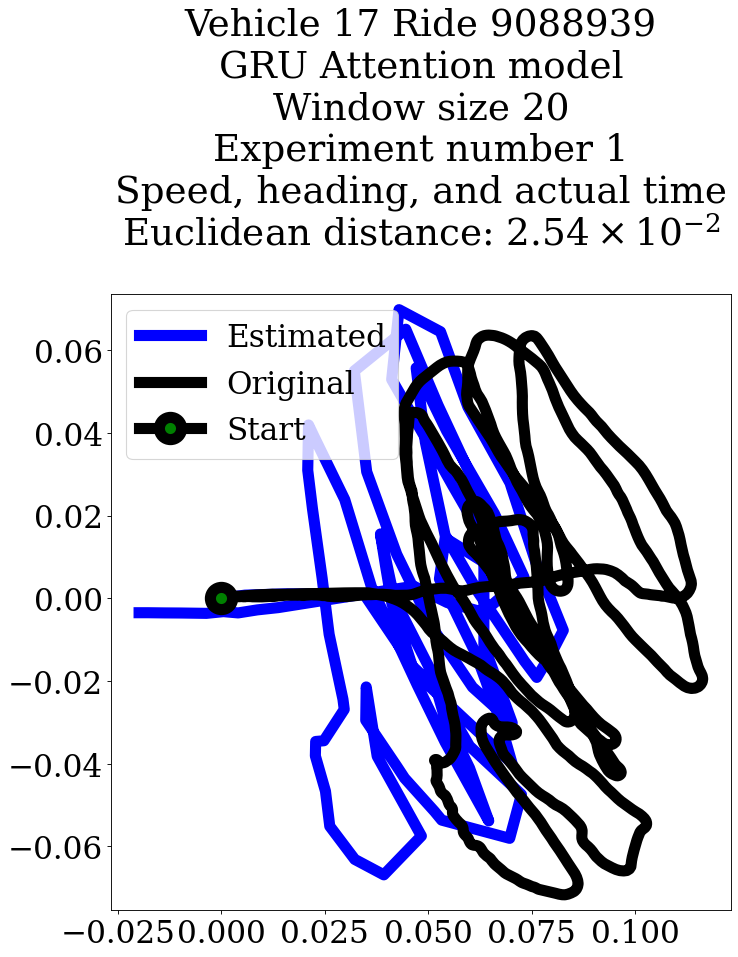 Vehicle 17 Ride 9088939
GRU Attention model
Window size 20
Experiment number 1
Speed, heading, and actual time
Euclidean distance: 2.54 × 10⁻²
Estimated
Original
Start
0.06
0.04
0.02
0.00
−0.02
−0.04
−0.06
−0.025 0.000 0.025 0.050 0.075 0.100